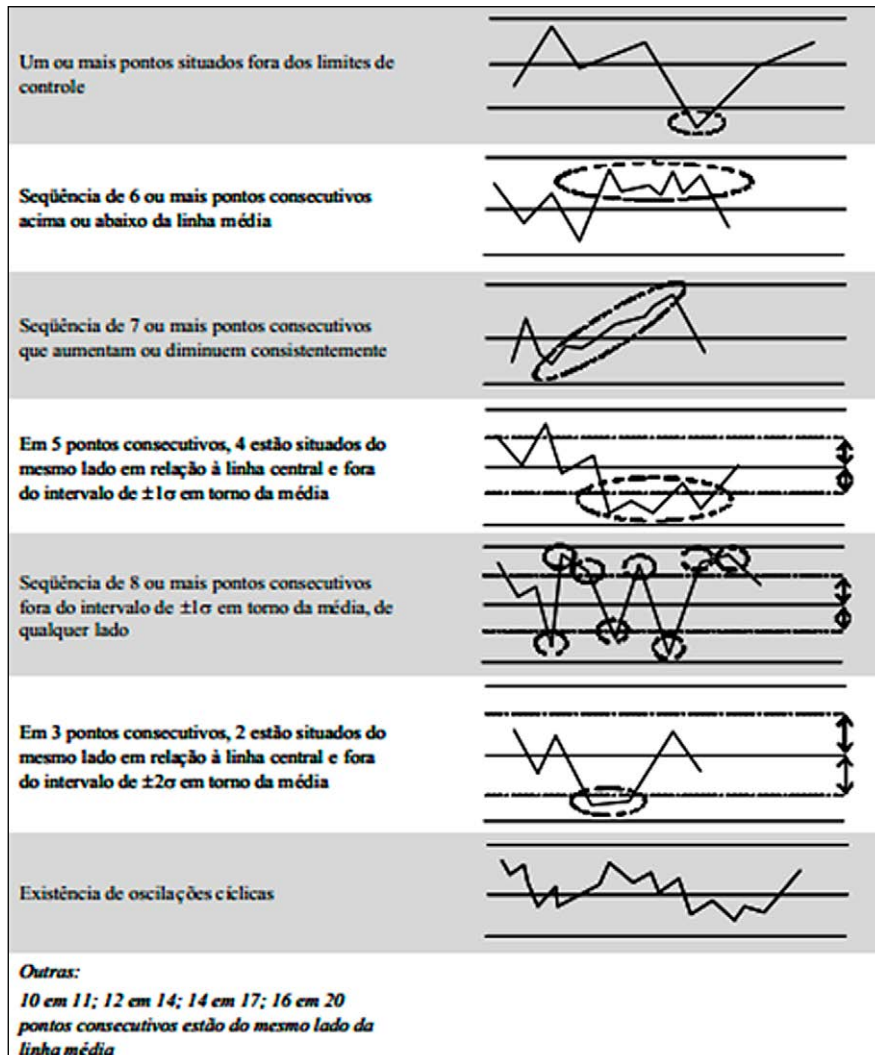 Um ou mais pontos situados fora dos limites de
controle
Seqüência de 6 ou mais pontos consecutivos
acima ou abaixo da linha média
Seqüência de 7 ou mais pontos consecutivos
que aumentam ou diminuem consistentemente
Em 5 pontos consecutivos, 4 estão situados do
mesmo lado em relação à linha central e fora
do intervalo de ±1σ em torno da média
Seqüência de 8 ou mais pontos consecutivos
fora do intervalo de ±1σ em torno da média, de
qualquer lado
Em 3 pontos consecutivos, 2 estão situados do
mesmo lado em relação à linha central e fora
do intervalo de ±2σ em torno da média
Existência de oscilações cíclicas
Outras:
10 em 11; 12 em 14; 14 em 17; 16 em 20
pontos consecutivos estão do mesmo lado da
linha média